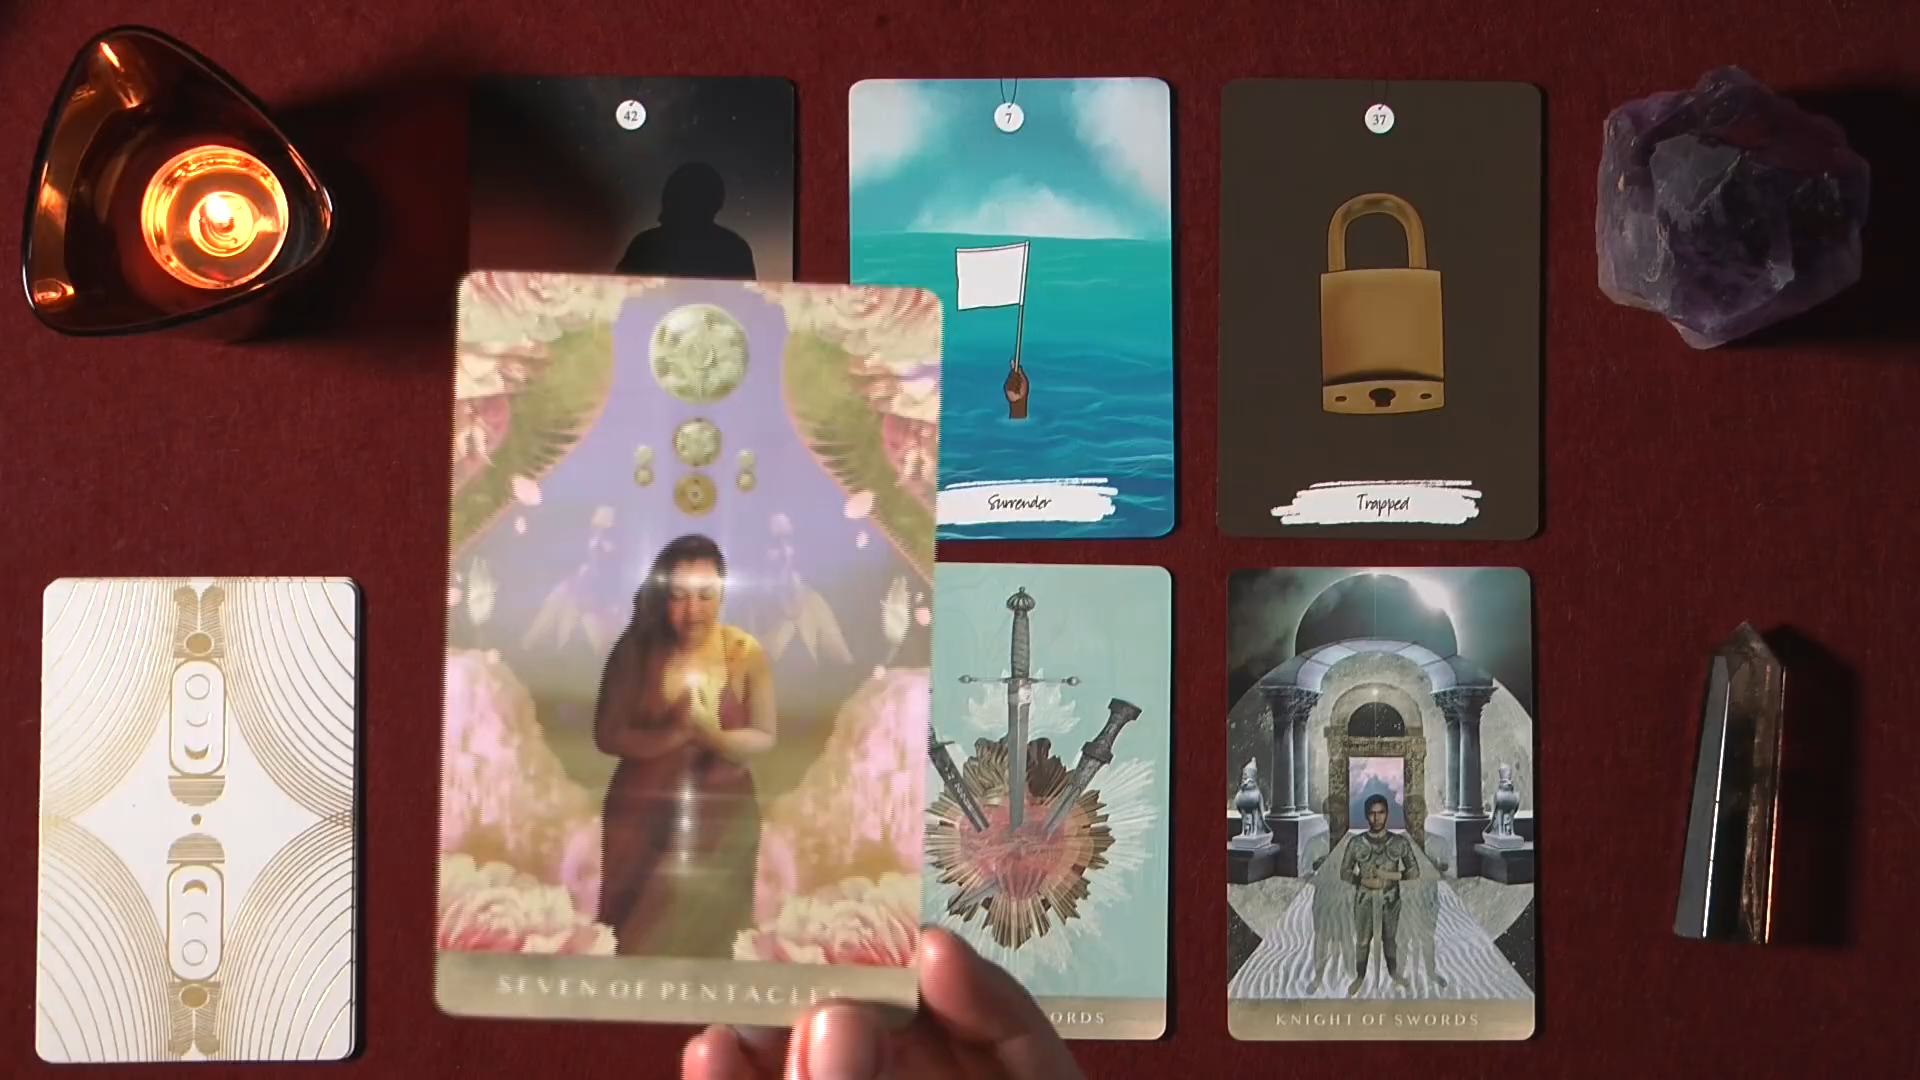 42
7
37
Surrender
Trapped
SEVEN OF PENTACLES
ORDS
KNIGHT OF SWORDS